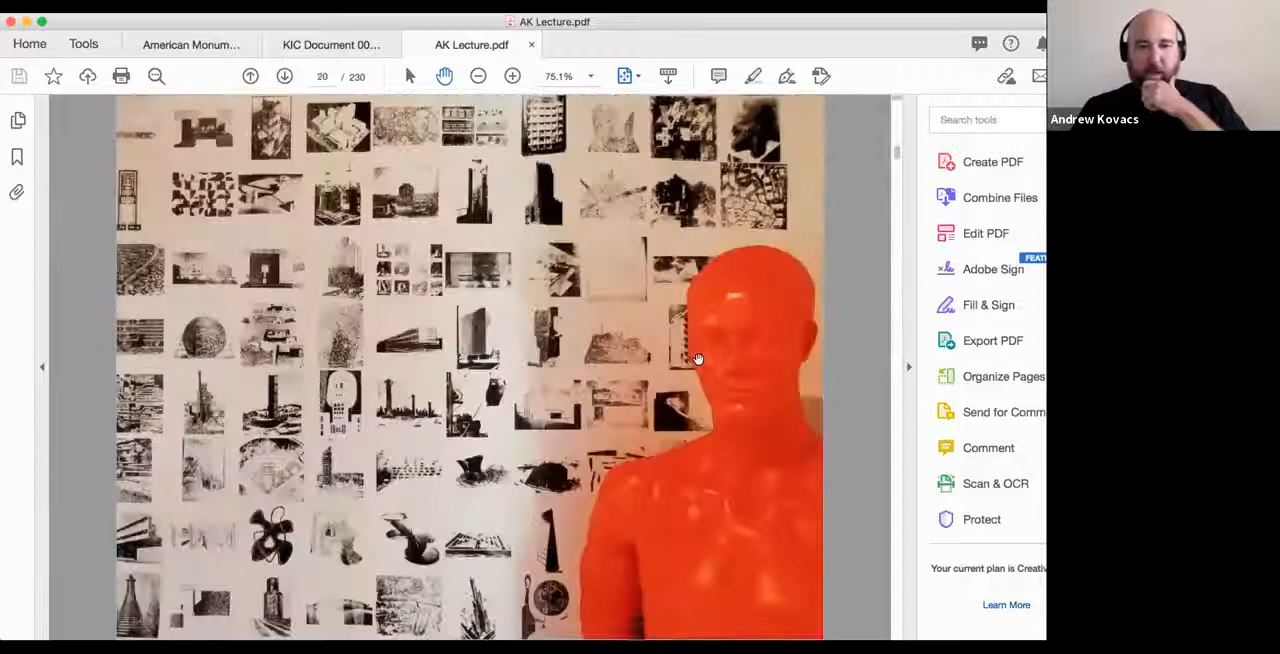 AK Lecture.pdf
Home Tools American Monum... KIC Document 00... AK Lecture.pdf ×
20 / 230 75.1%
Search tools
Create PDF
Combine Files
Edit PDF
FEAT
Adobe Sign
Fill & Sign
Export PDF
Organize Pages
Send for Comm
Comment
Scan & OCR
Protect
Your current plan is Creativ
Learn More
Andrew Kovacs